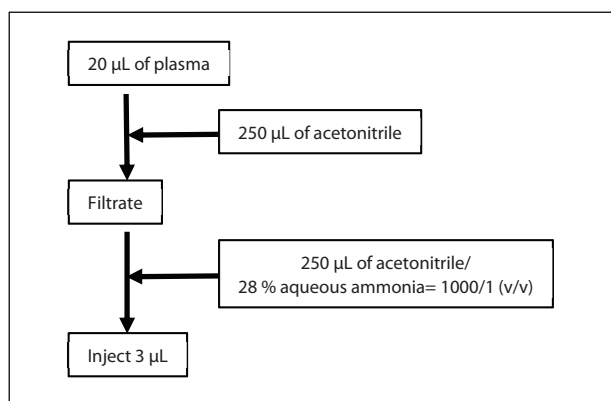 20 µL of plasma
250 µL of acetonitrile
Filtrate
250 µL of acetonitrile/
28 % aqueous ammonia= 1000/1 (v/v)
Inject 3 µL